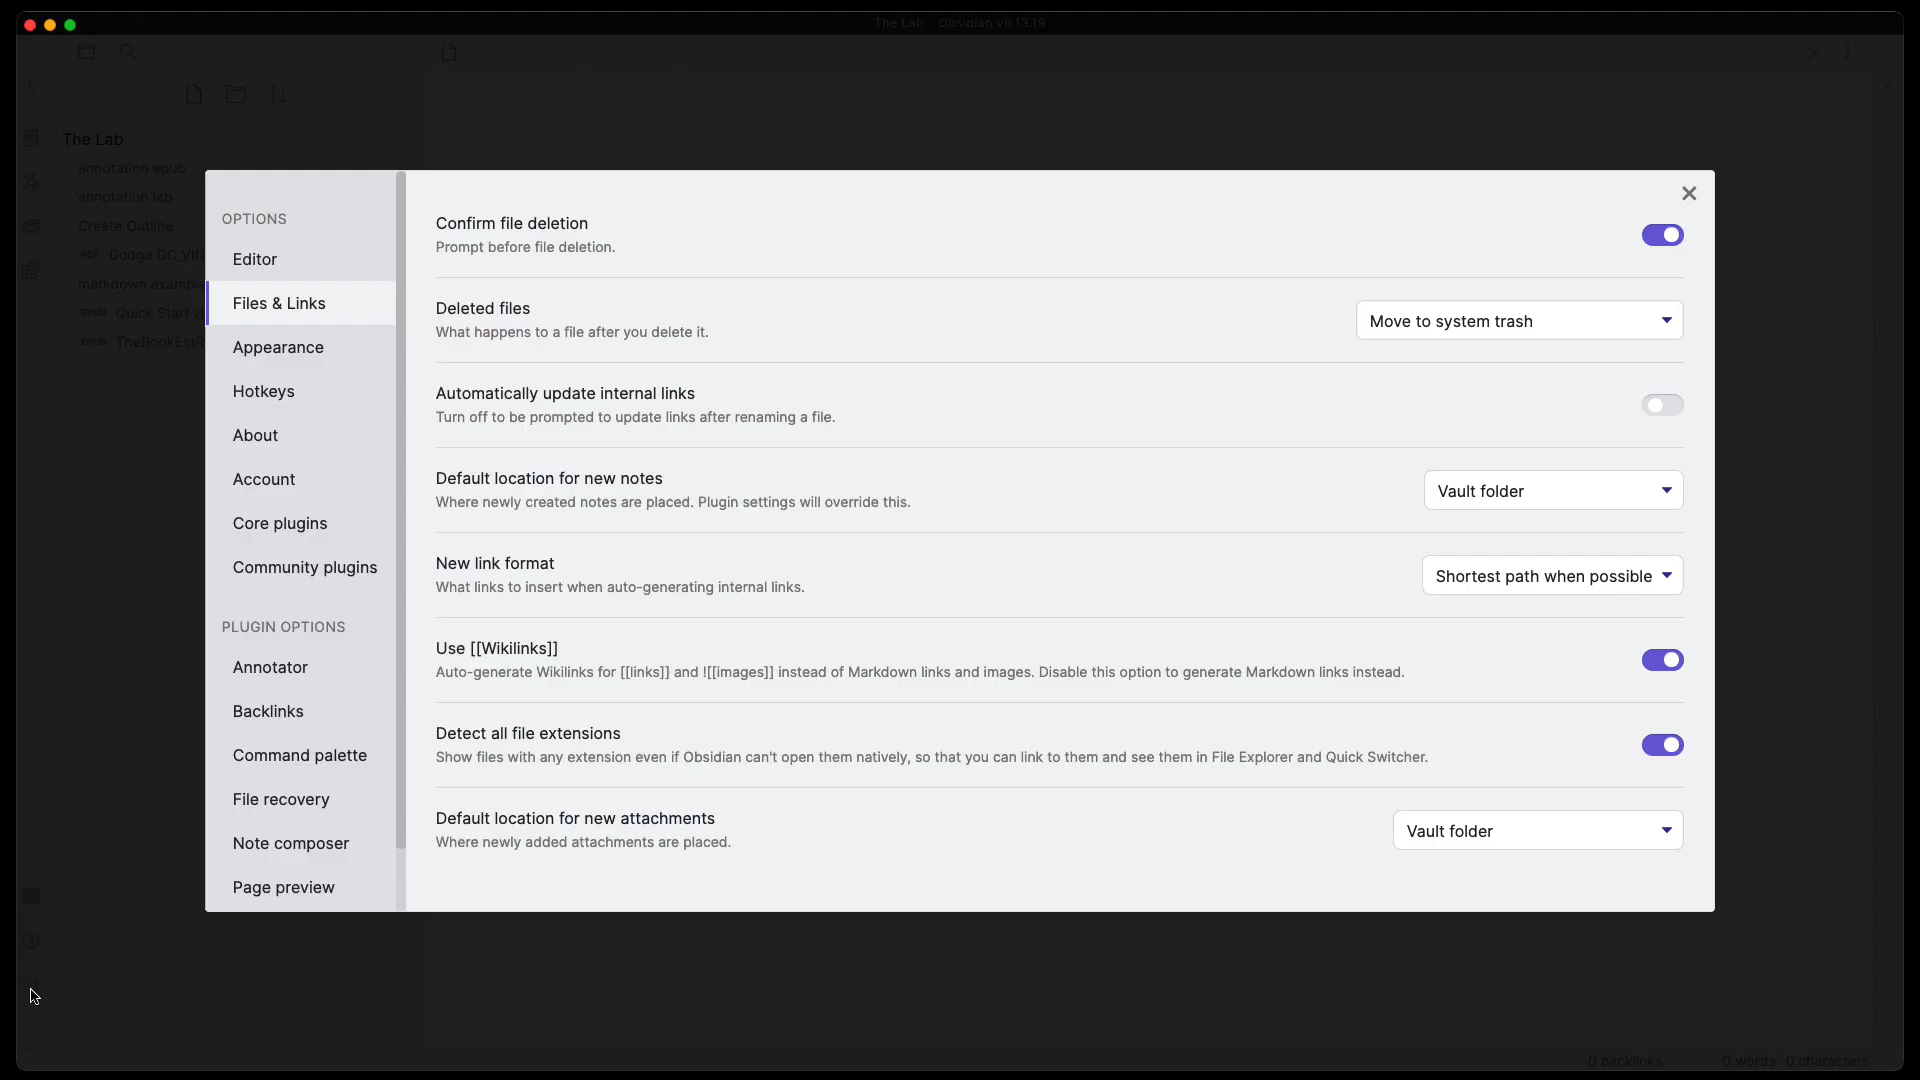 The Lab - Obsidian v0.13.19
The Lab
annotation epub
annotation lab
Create Outline
PDF Dodge DC_VIN
markdown example
EPUB Quick Start
EPUB
OPTIONS
Editor
Files & Links
Appearance
Hotkeys
About
Account
Core plugins
Community plugins
PLUGIN OPTIONS
Annotator
Backlinks
Command palette
File recovery
Note composer
Page preview
Confirm file deletion
Prompt before file deletion.
Deleted files
What happens to a file after you delete it.
Move to system trash
Automatically update internal links
Turn off to be prompted to update links after renaming a file.
Default location for new notes
Where newly created notes are placed. Plugin settings will override this.
Vault folder
New link format
What links to insert when auto-generating internal links.
Shortest path when possible
Use [[Wikilinks]]
Auto-generate Wikilinks for [[links]] and ![[images]] instead of Markdown links and images. Disable this option to generate Markdown links instead.
Detect all file extensions
Show files with any extension even if Obsidian can't open them natively, so that you can link to them and see them in File Explorer and Quick Switcher.
Default location for new attachments
Where newly added attachments are placed.
Vault folder
0 backlinks
0 words
0 characters